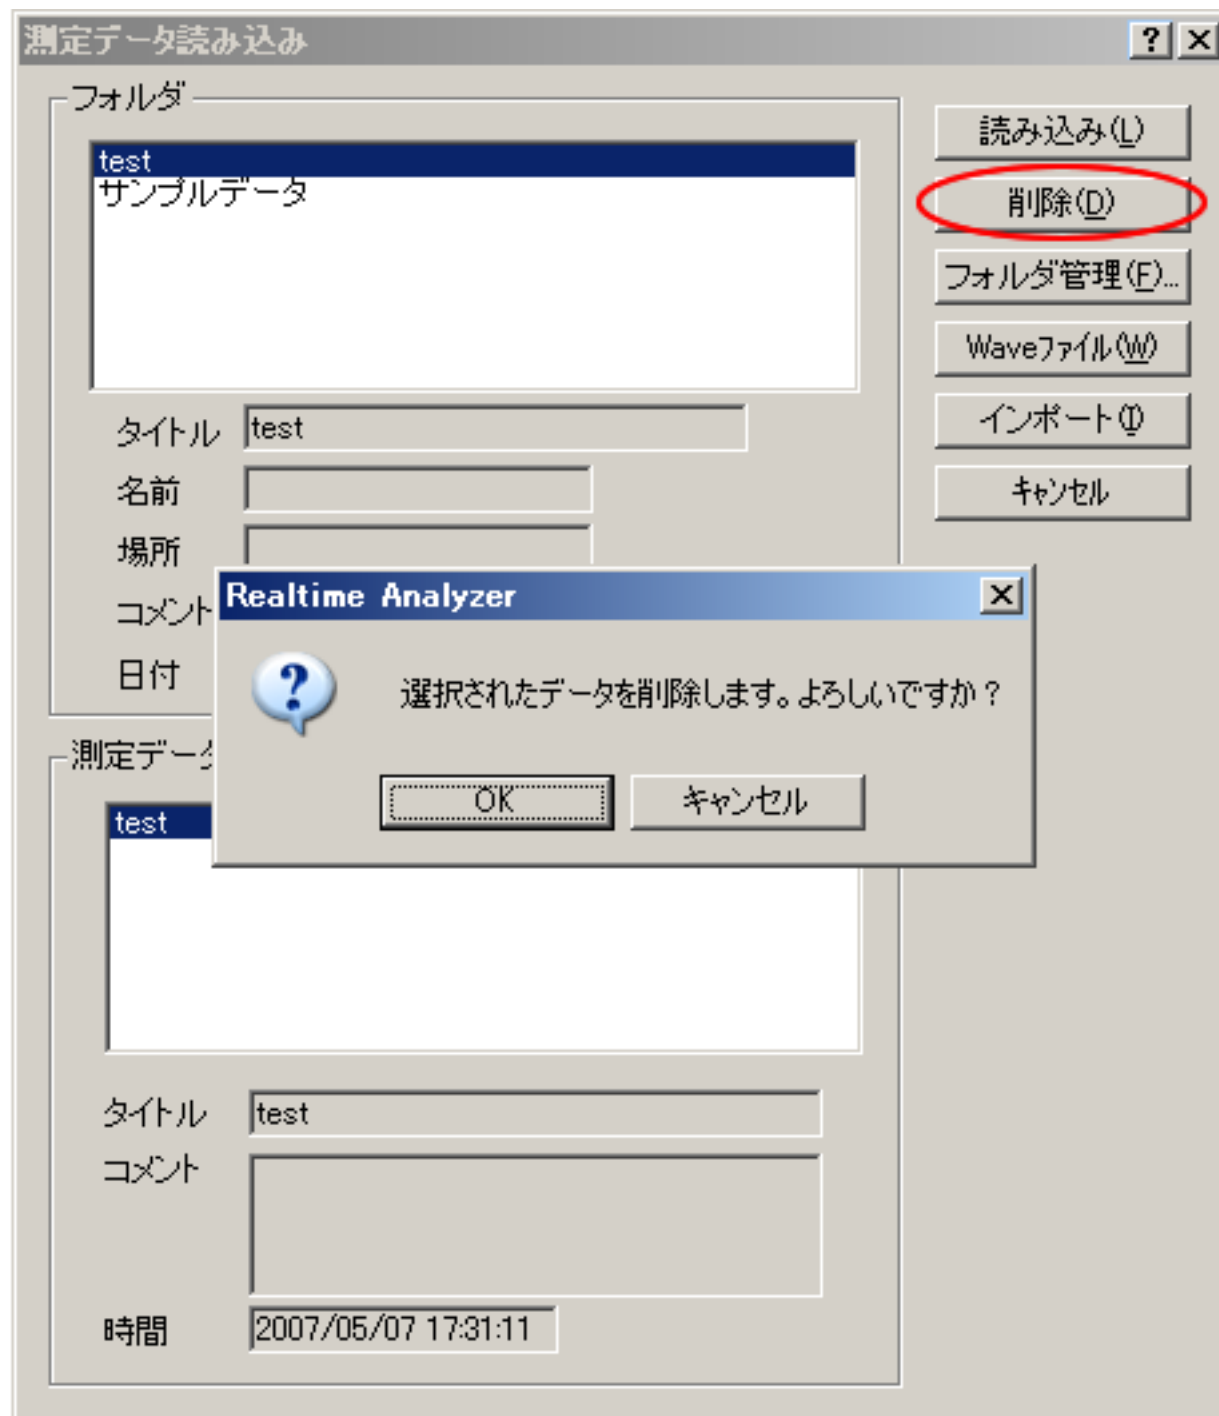 測定データ読み込み
フォルダ
test
サンプルデータ
タイトル
test
名前
場所
コメント
日付
読み込み(L)
削除(D)
フォルダ管理(F)...
Waveファイル(W)
インポート(I)
キャンセル
Realtime Analyzer
選択されたデータを削除します。よろしいですか？
OK
キャンセル
測定データ
test
タイトル
test
コメント
時間
2007/05/07 17:31:11